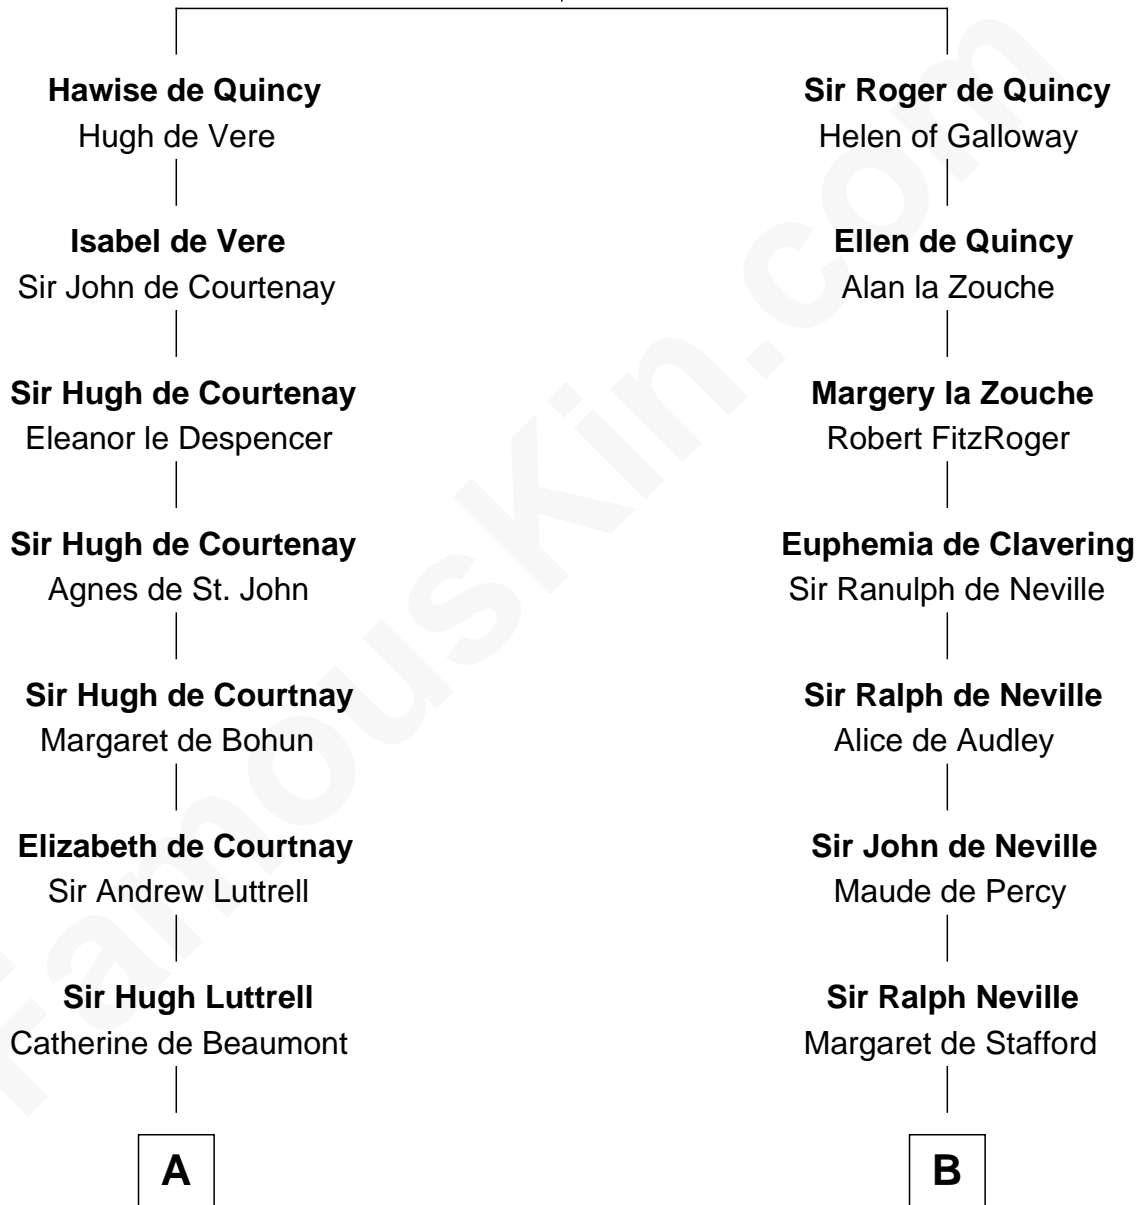 Hawise de Quincy
Hugh de Vere
Isabel de Vere
Sir John de Courtenay
Sir Hugh de Courtenay
Eleanor le Despencer
Sir Hugh de Courtenay
Agnes de St. John
Sir Hugh de Courtnay
Margaret de Bohun
Elizabeth de Courtnay
Sir Andrew Luttrell
Sir Hugh Luttrell
Catherine de Beaumont
A
Sir Roger de Quincy
Helen of Galloway
Ellen de Quincy
Alan la Zouche
Margery la Zouche
Robert FitzRoger
Euphemia de Clavering
Sir Ranulph de Neville
Sir Ralph de Neville
Alice de Audley
Sir John de Neville
Maude de Percy
Sir Ralph Neville
Margaret de Stafford
B
FamousKin.com